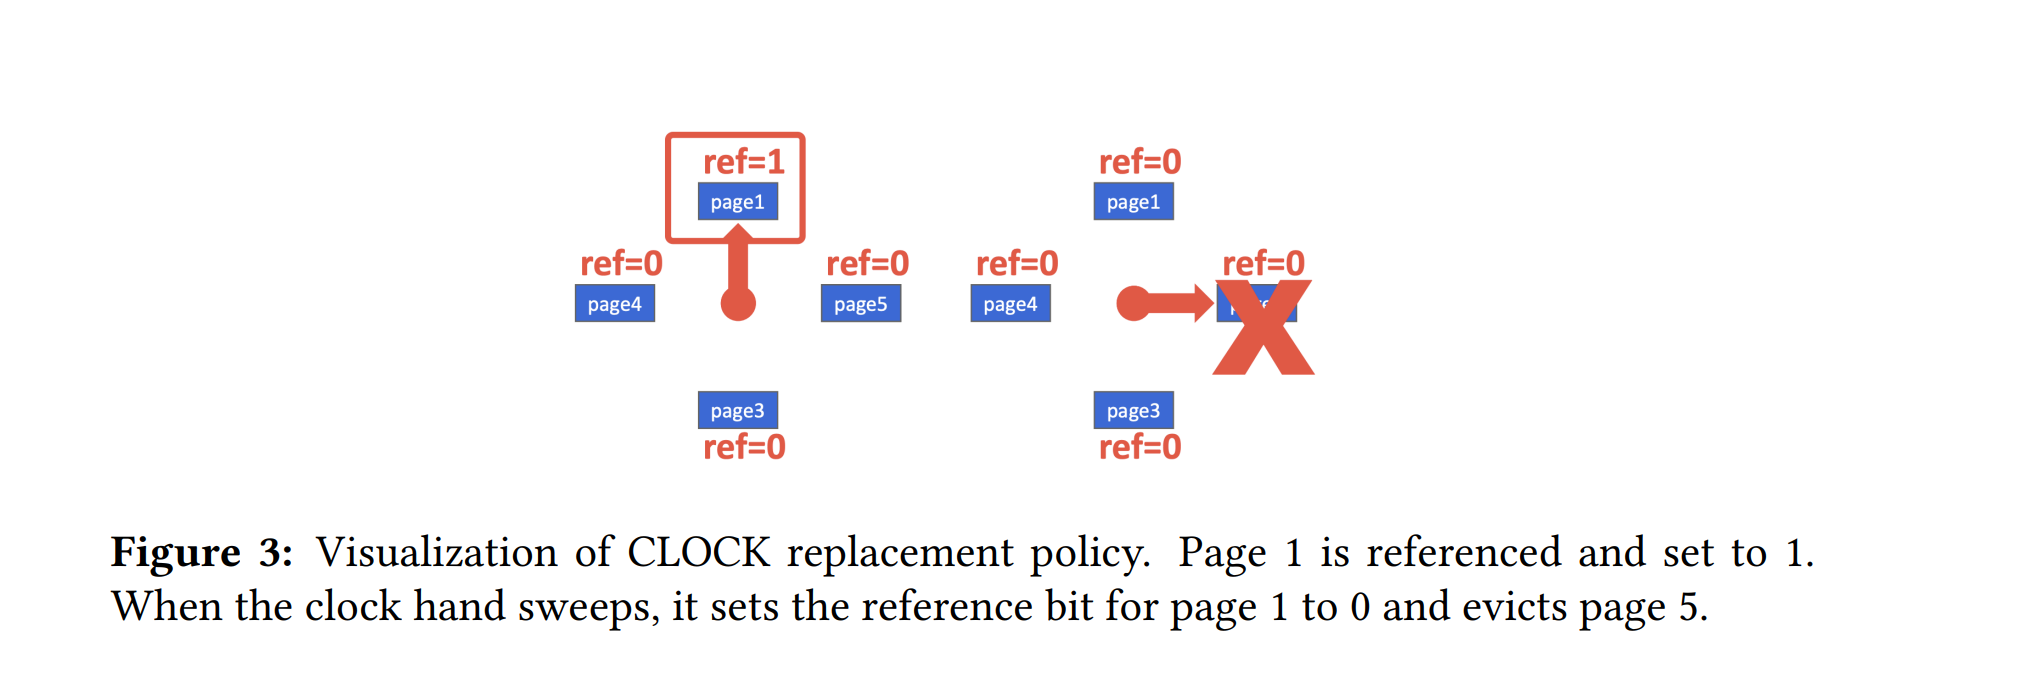 ref=1
page1
ref=0
page4
ref=0
page5
page3
ref=0
ref=0
page1
ref=0
page4
ref=0
page3
ref=0
Figure 3: Visualization of CLOCK replacement policy. Page 1 is referenced and set to 1.
When the clock hand sweeps, it sets the reference bit for page 1 to 0 and evicts page 5.